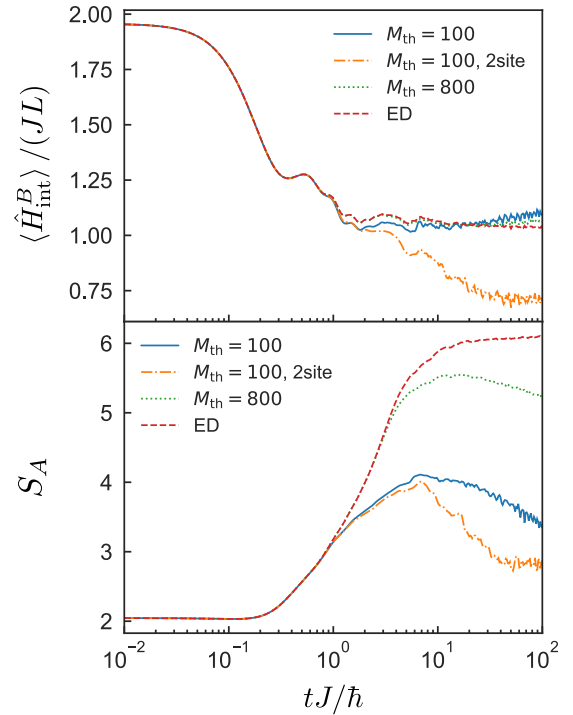 2.00
1.75
1.50
1.25
1.00
0.75
⟨Ĥ_int^B⟩/(JL)
M_th = 100
M_th = 100, 2site
M_th = 800
ED
6
5
4
3
2
S_A
M_th = 100
M_th = 100, 2site
M_th = 800
ED
10^−2 10^−1 10^0 10^1 10^2
tJ/ℏ